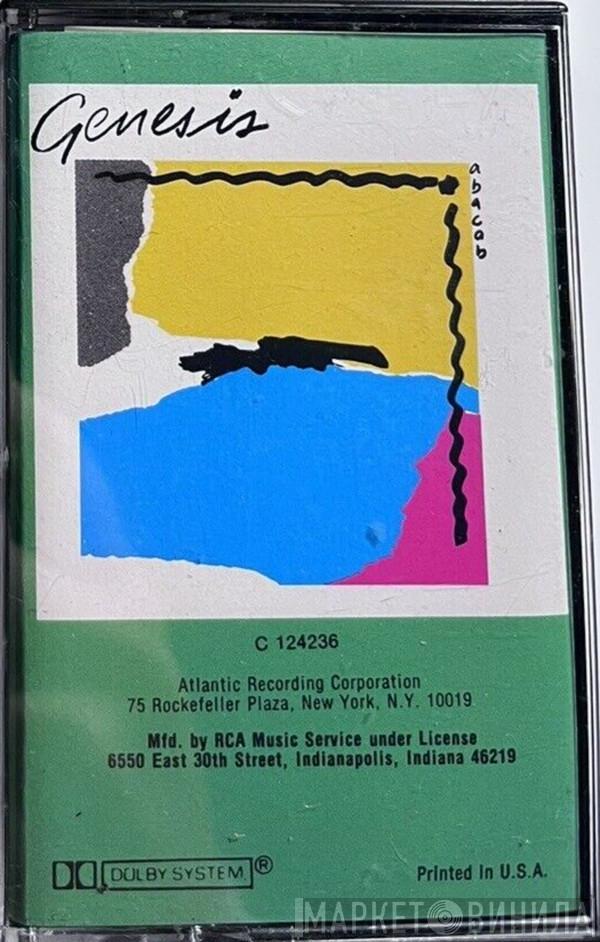 Genesis
abacab
C 124236
Atlantic Recording Corporation
75 Rockefeller Plaza, New York, N.Y. 10019
Mfd. by RCA Music Service under License
6550 East 30th Street, Indianapolis, Indiana 46219
DOLBY SYSTEM ®
Printed In U.S.A.
МАРКЕТ ВИНИЛА